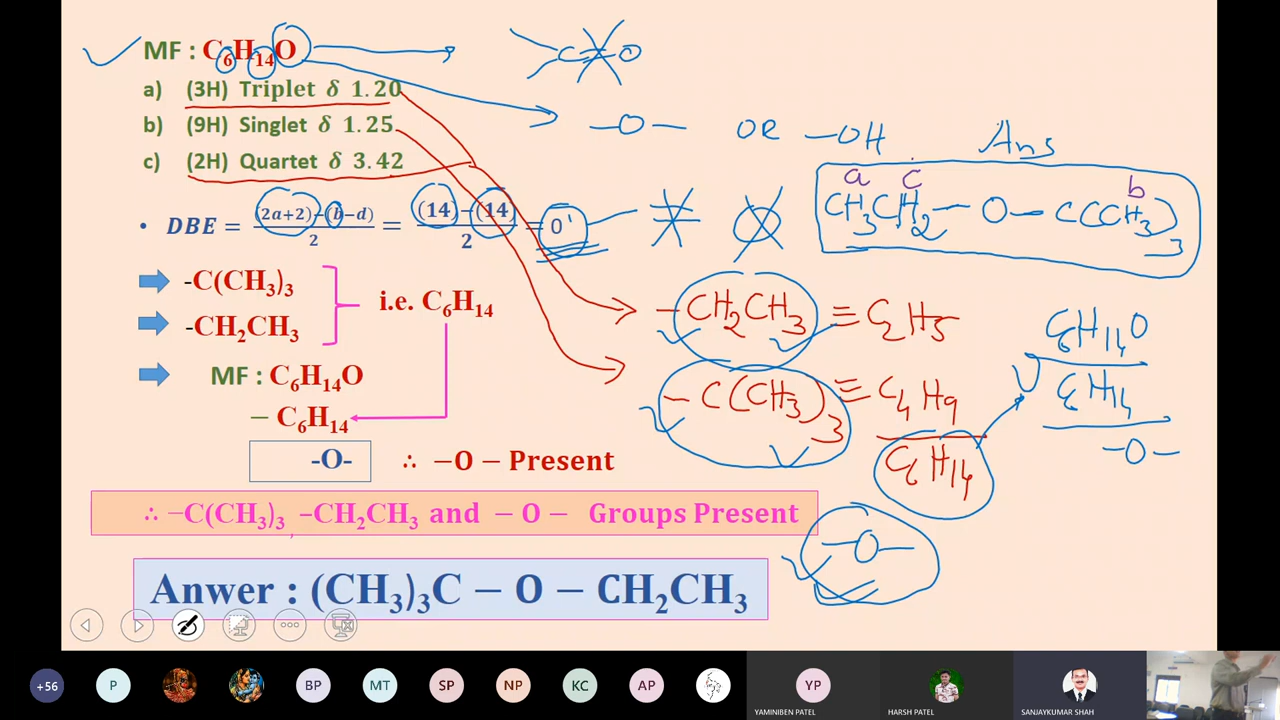 MF : C₆H₁₄O
C=O
a) (3H) Triplet δ 1.20
b) (9H) Singlet δ 1.25
c) (2H) Quartet δ 3.42
—O— OR —OH Ans
a c b
CH₃CH₂—O—C(CH₃)₃
• DBE = (2a+2)−(b−d)/2 = (14)−(14)/2 = 0'
-C(CH₃)₃
-CH₂CH₃
i.e. C₆H₁₄
—CH₂CH₃ ≡ C₂H₅
—C(CH₃)₃ ≡ C₄H₉
C₆H₁₄
C₆H₁₄O
C₆H₁₄
—O—
MF : C₆H₁₄O
− C₆H₁₄
-O- ∴ −O − Present
∴ −C(CH₃)₃, −CH₂CH₃ and − O − Groups Present
—O—
Anwer : (CH₃)₃C − O − CH₂CH₃
+56 P BP MT SP NP KC AP YP
YAMINIBEN PATEL HARSH PATEL SANJAYKUMAR SHAH